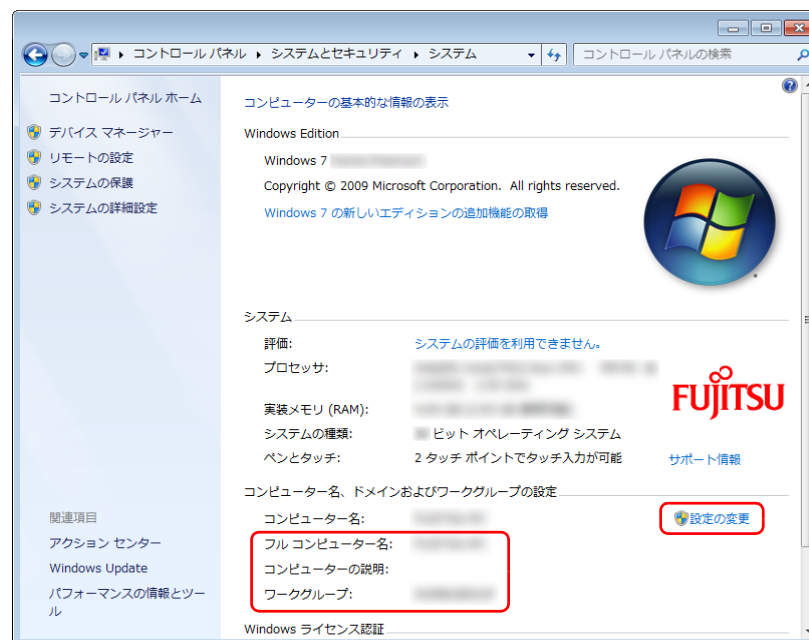 コントロール パネル ▸ システムとセキュリティ ▸ システム
コントロール パネルの検索
コントロール パネル ホーム
デバイス マネージャー
リモートの設定
システムの保護
システムの詳細設定
コンピューターの基本的な情報の表示
Windows Edition
Windows 7
Copyright © 2009 Microsoft Corporation. All rights reserved.
Windows 7 の新しいエディションの追加機能の取得
システム
評価: システムの評価を利用できません。
プロセッサ:
実装メモリ (RAM):
システムの種類: ビット オペレーティング システム
ペンとタッチ: 2 タッチ ポイントでタッチ入力が可能
FUJITSU
サポート情報
コンピューター名、ドメインおよびワークグループの設定
コンピューター名:
設定の変更
フル コンピューター名:
コンピューターの説明:
ワークグループ:
Windows ライセンス認証
関連項目
アクション センター
Windows Update
パフォーマンスの情報とツー
ル